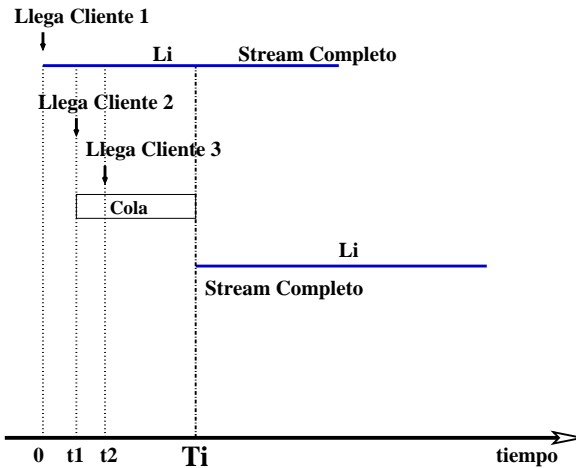 Llega Cliente 1
Li Stream Completo
Llega Cliente 2
Llega Cliente 3
Cola
Li
Stream Completo
0 t1 t2 Ti tiempo